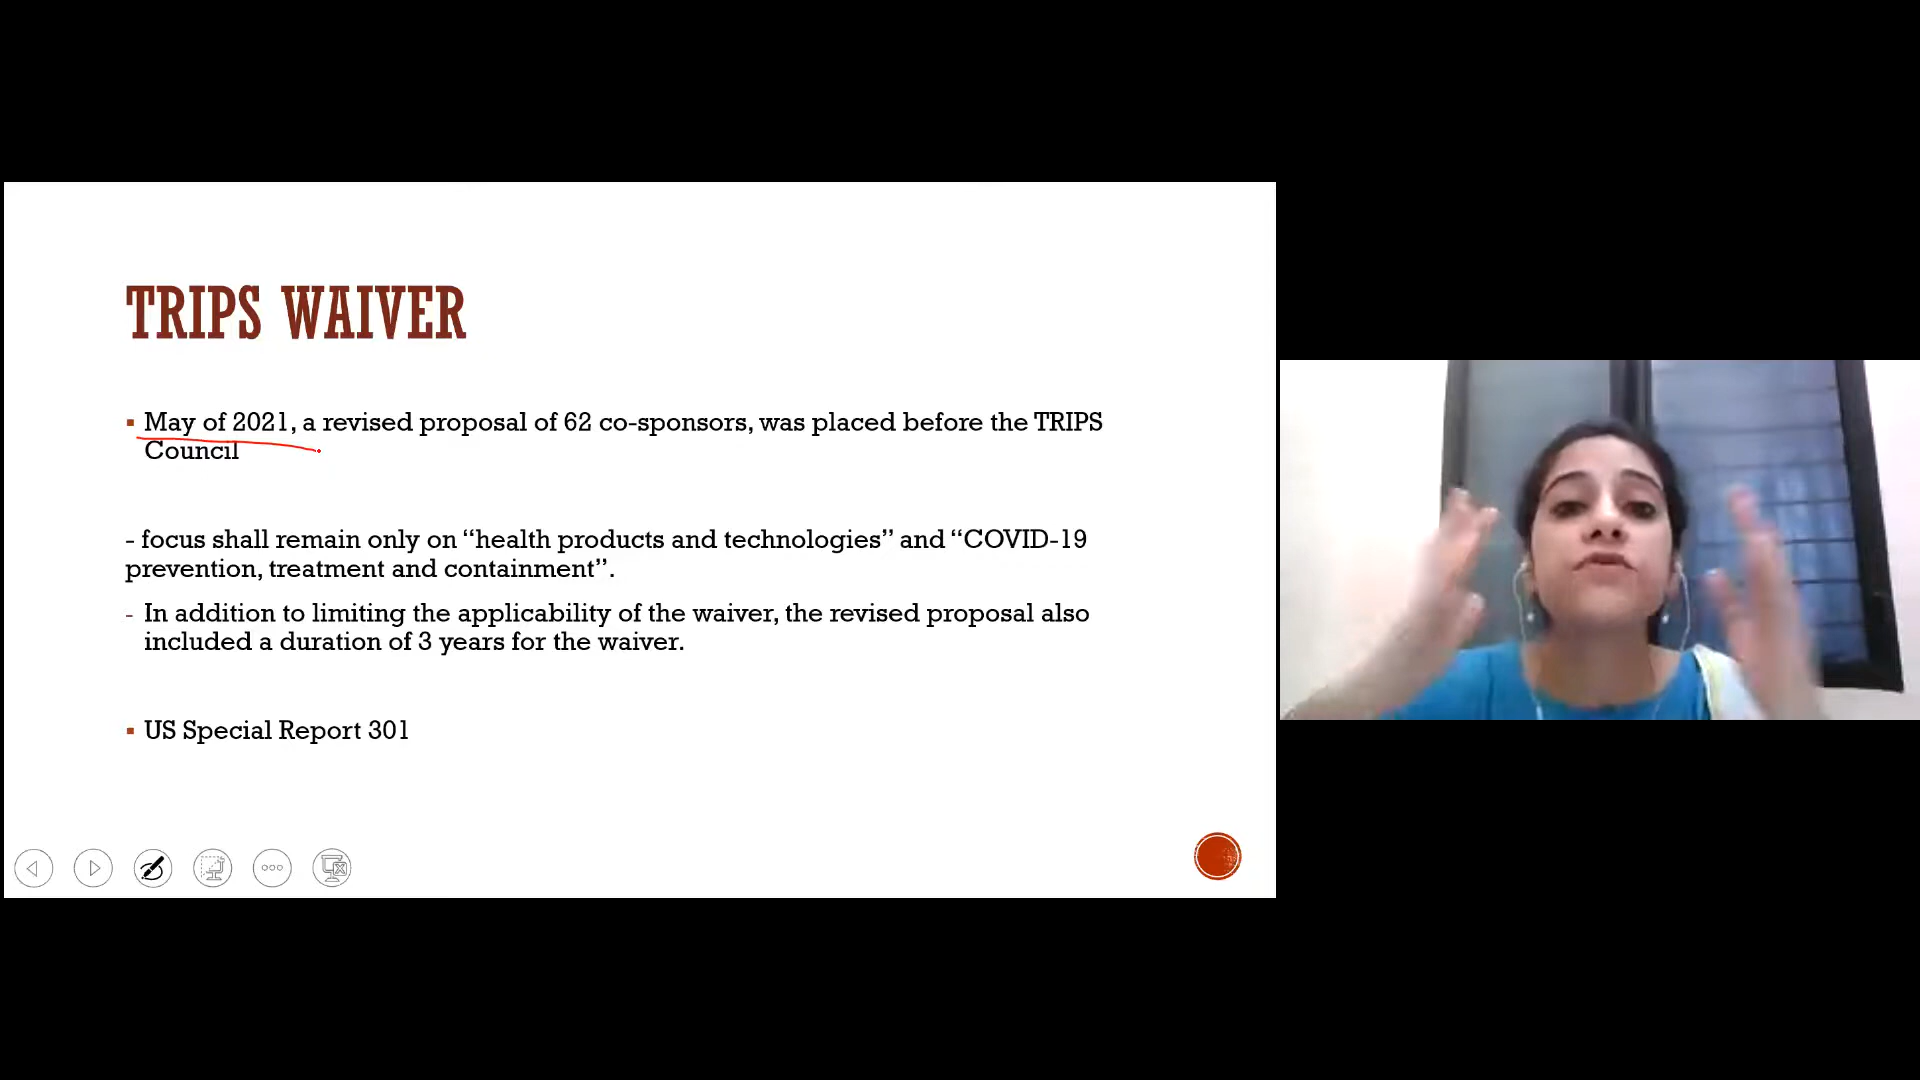 TRIPS WAIVER
▪ May of 2021, a revised proposal of 62 co-sponsors, was placed before the TRIPS
Council
- focus shall remain only on “health products and technologies” and “COVID-19
prevention, treatment and containment”.
- In addition to limiting the applicability of the waiver, the revised proposal also
included a duration of 3 years for the waiver.
▪ US Special Report 301